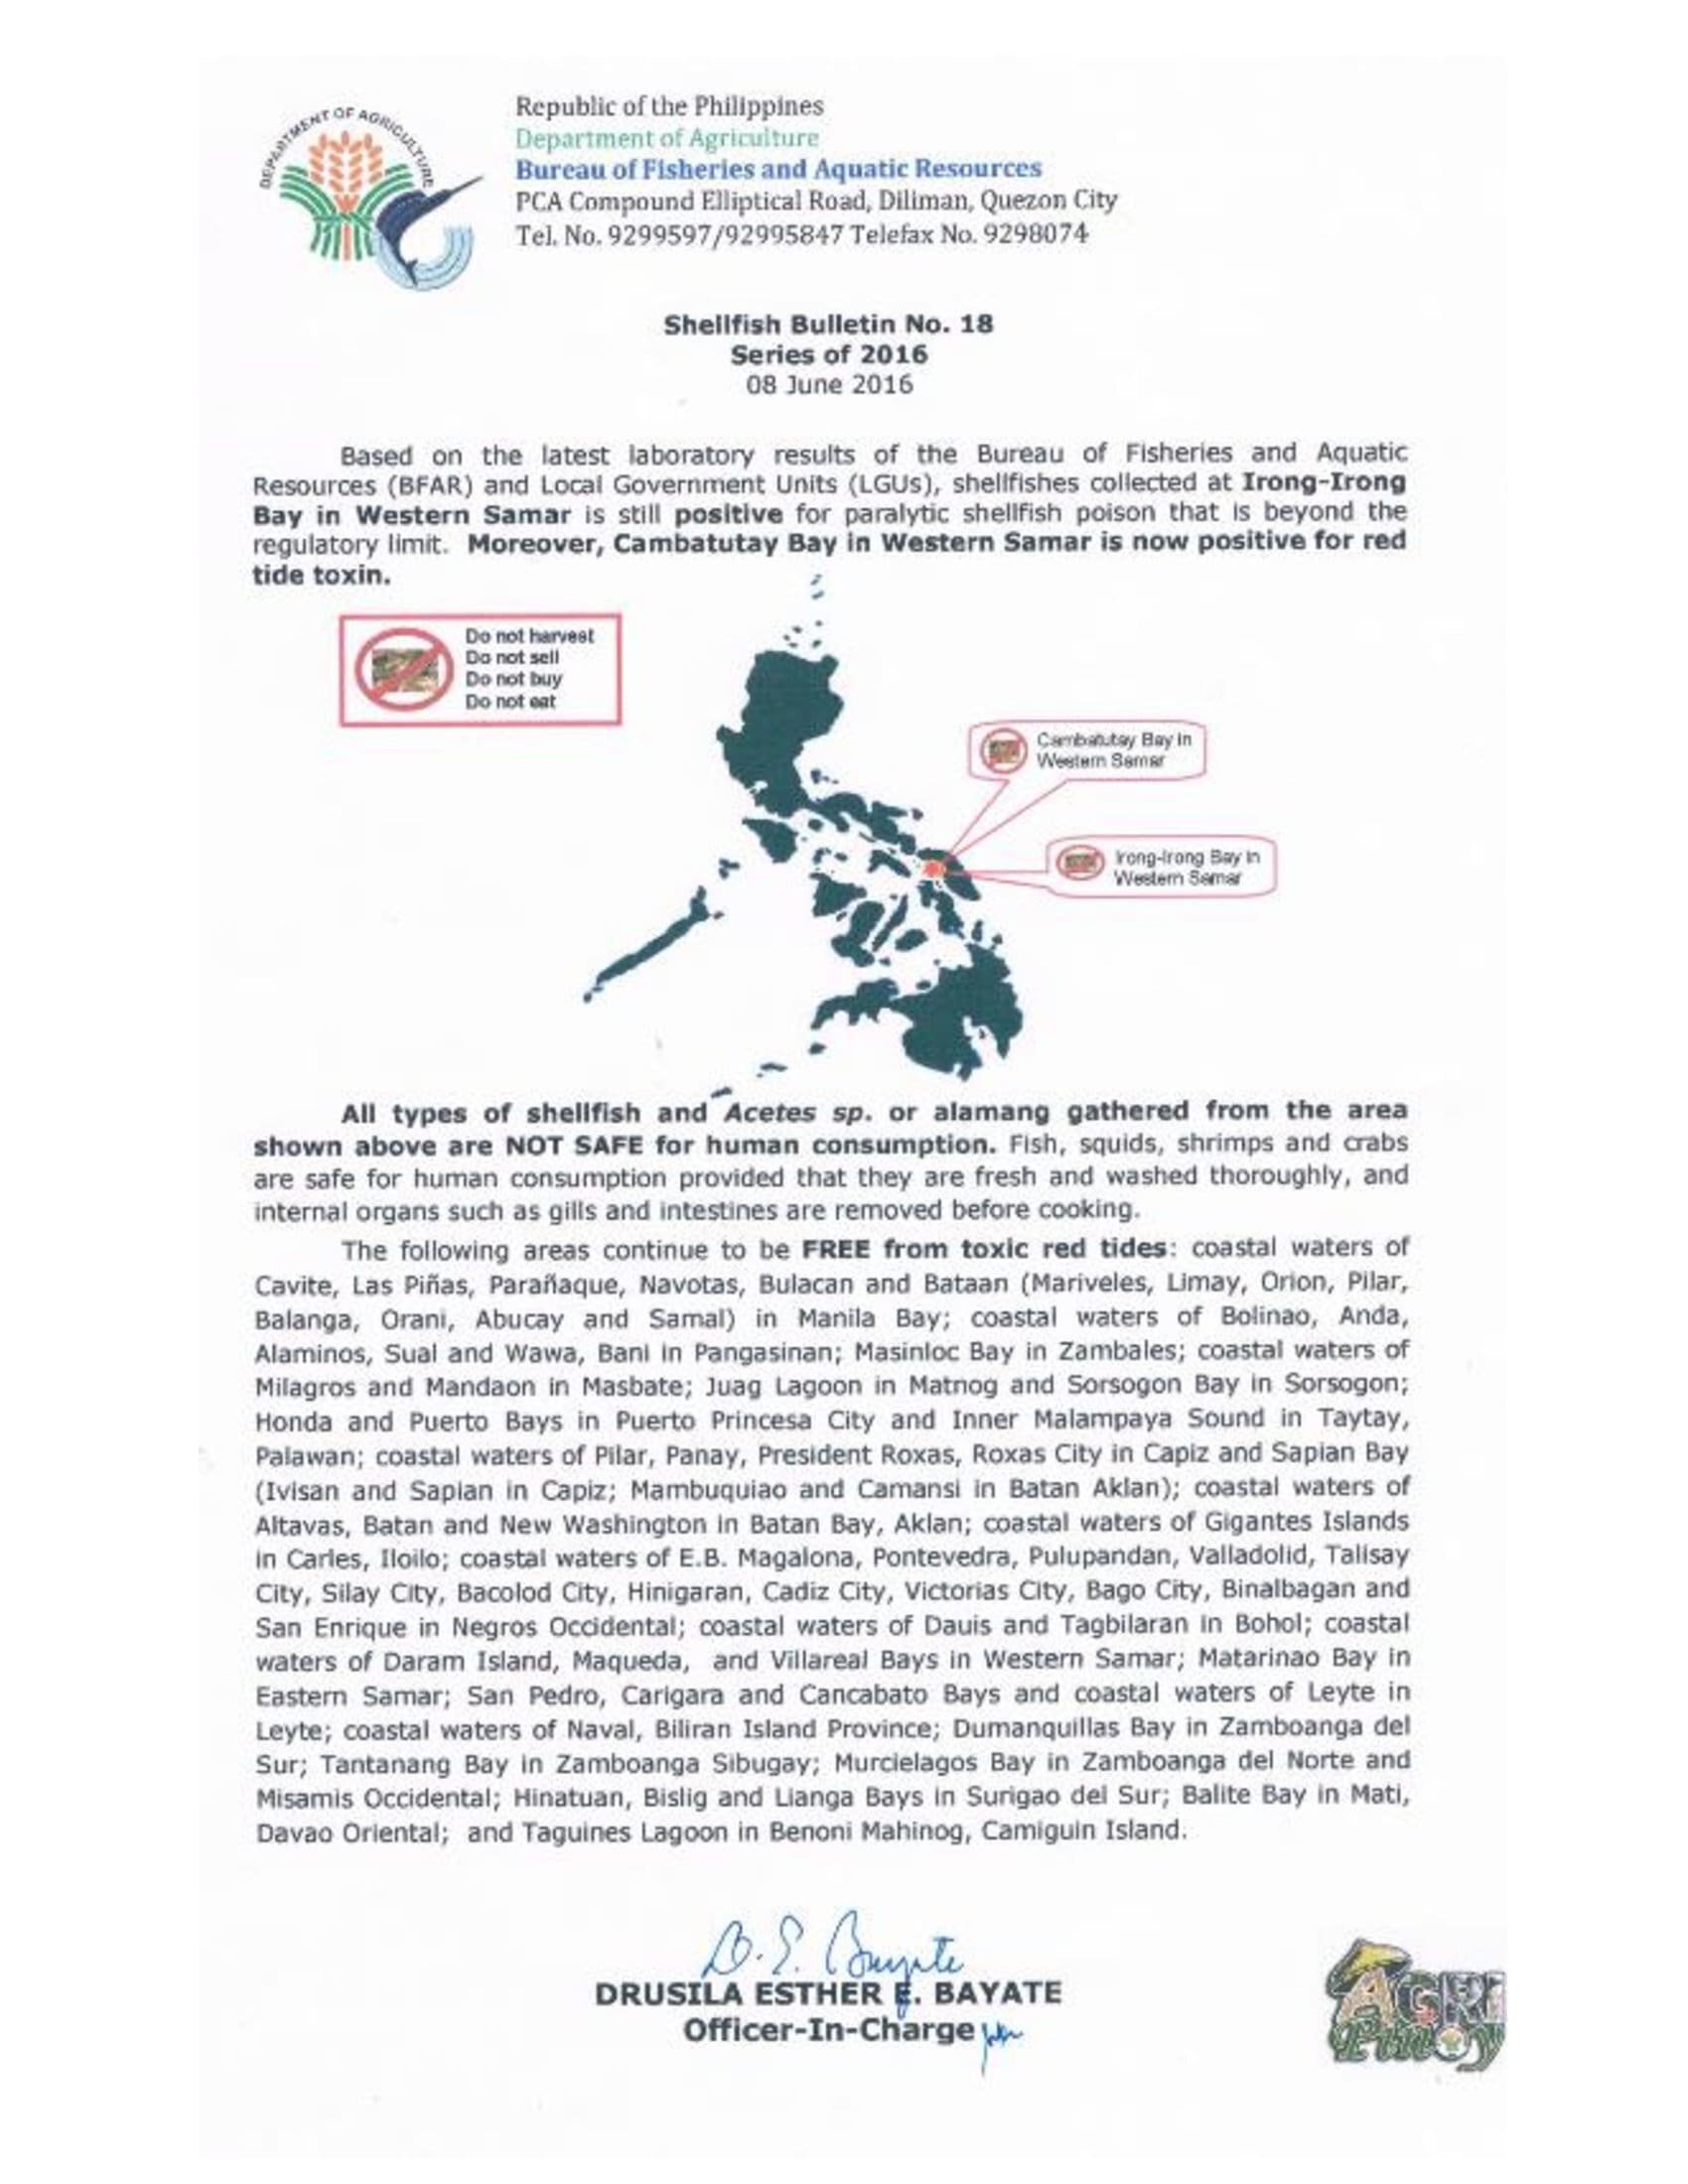 DEPARTMENT OF AGRICULTURE
Republic of the Philippines
Department of Agriculture
Bureau of Fisheries and Aquatic Resources
PCA Compound Elliptical Road, Diliman, Quezon City
Tel. No. 9299597/92995847 Telefax No. 9298074
Shellfish Bulletin No. 18
Series of 2016
08 June 2016
Based on the latest laboratory results of the Bureau of Fisheries and Aquatic
Resources (BFAR) and Local Government Units (LGUs), shellfishes collected at Irong-Irong
Bay in Western Samar is still positive for paralytic shellfish poison that is beyond the
regulatory limit. Moreover, Cambatutay Bay in Western Samar is now positive for red
tide toxin.
Do not harvest
Do not sell
Do not buy
Do not eat
Cambatutay Bay in
Western Samar
Irong-Irong Bay in
Western Samar
All types of shellfish and Acetes sp. or alamang gathered from the area
shown above are NOT SAFE for human consumption. Fish, squids, shrimps and crabs
are safe for human consumption provided that they are fresh and washed thoroughly, and
internal organs such as gills and intestines are removed before cooking.
The following areas continue to be FREE from toxic red tides: coastal waters of
Cavite, Las Piñas, Parañaque, Navotas, Bulacan and Bataan (Mariveles, Limay, Orion, Pilar,
Balanga, Orani, Abucay and Samal) in Manila Bay; coastal waters of Bolinao, Anda,
Alaminos, Sual and Wawa, Bani in Pangasinan; Masinloc Bay in Zambales; coastal waters of
Milagros and Mandaon in Masbate; Juag Lagoon in Matnog and Sorsogon Bay in Sorsogon;
Honda and Puerto Bays in Puerto Princesa City and Inner Malampaya Sound in Taytay,
Palawan; coastal waters of Pilar, Panay, President Roxas, Roxas City in Capiz and Sapian Bay
(Ivisan and Sapian in Capiz; Mambuquiao and Camansi in Batan Aklan); coastal waters of
Altavas, Batan and New Washington in Batan Bay, Aklan; coastal waters of Gigantes Islands
in Carles, Iloilo; coastal waters of E.B. Magalona, Pontevedra, Pulupandan, Valladolid, Talisay
City, Silay City, Bacolod City, Hinigaran, Cadiz City, Victorias City, Bago City, Binalbagan and
San Enrique in Negros Occidental; coastal waters of Dauis and Tagbilaran in Bohol; coastal
waters of Daram Island, Maqueda, and Villareal Bays in Western Samar; Matarinao Bay in
Eastern Samar; San Pedro, Carigara and Cancabato Bays and coastal waters of Leyte in
Leyte; coastal waters of Naval, Biliran Island Province; Dumanquillas Bay in Zamboanga del
Sur; Tantanang Bay in Zamboanga Sibugay; Murcielagos Bay in Zamboanga del Norte and
Misamis Occidental; Hinatuan, Bislig and Lianga Bays in Surigao del Sur; Balite Bay in Mati,
Davao Oriental; and Taguines Lagoon in Benoni Mahinog, Camiguin Island.
D. E. Bayate
DRUSILA ESTHER E. BAYATE
Officer-In-Charge
AGRI
Pinoy